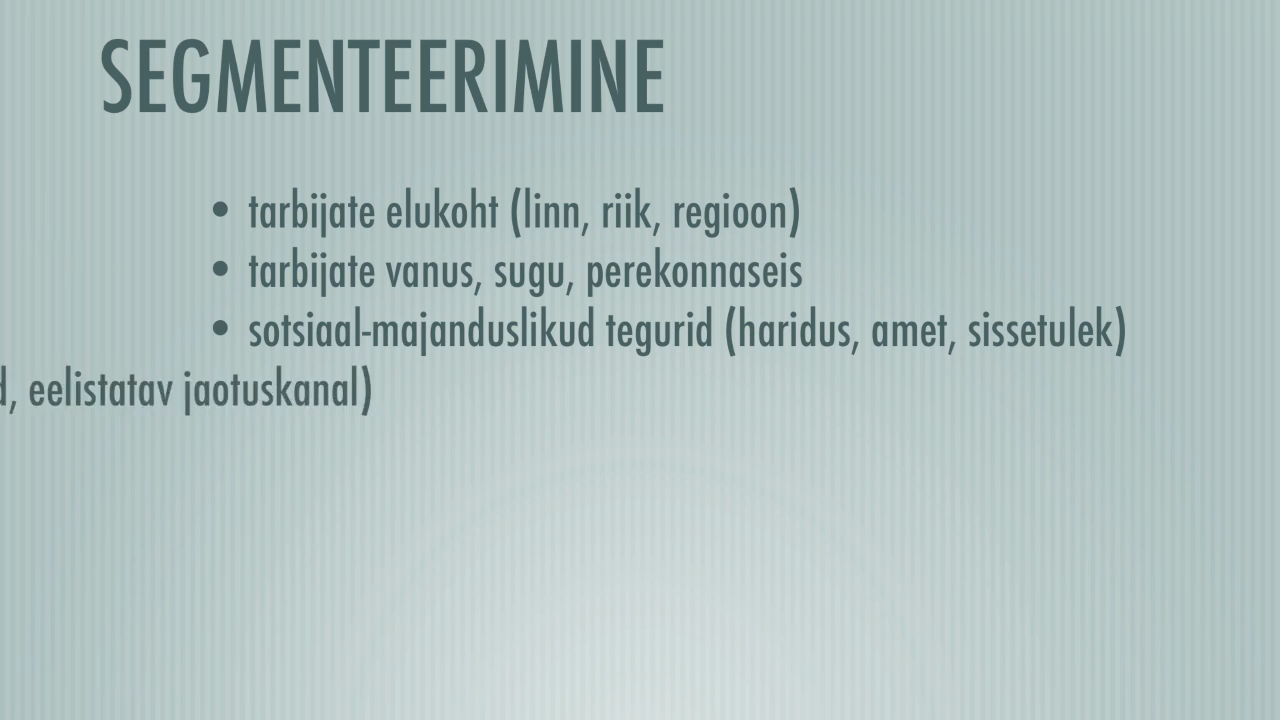 SEGMENTEERIMINE
• tarbijate elukoht (linn, riik, regioon)
• tarbijate vanus, sugu, perekonnaseis
• sotsiaal-majanduslikud tegurid (haridus, amet, sissetulek)
eelistatav jaotuskanal)